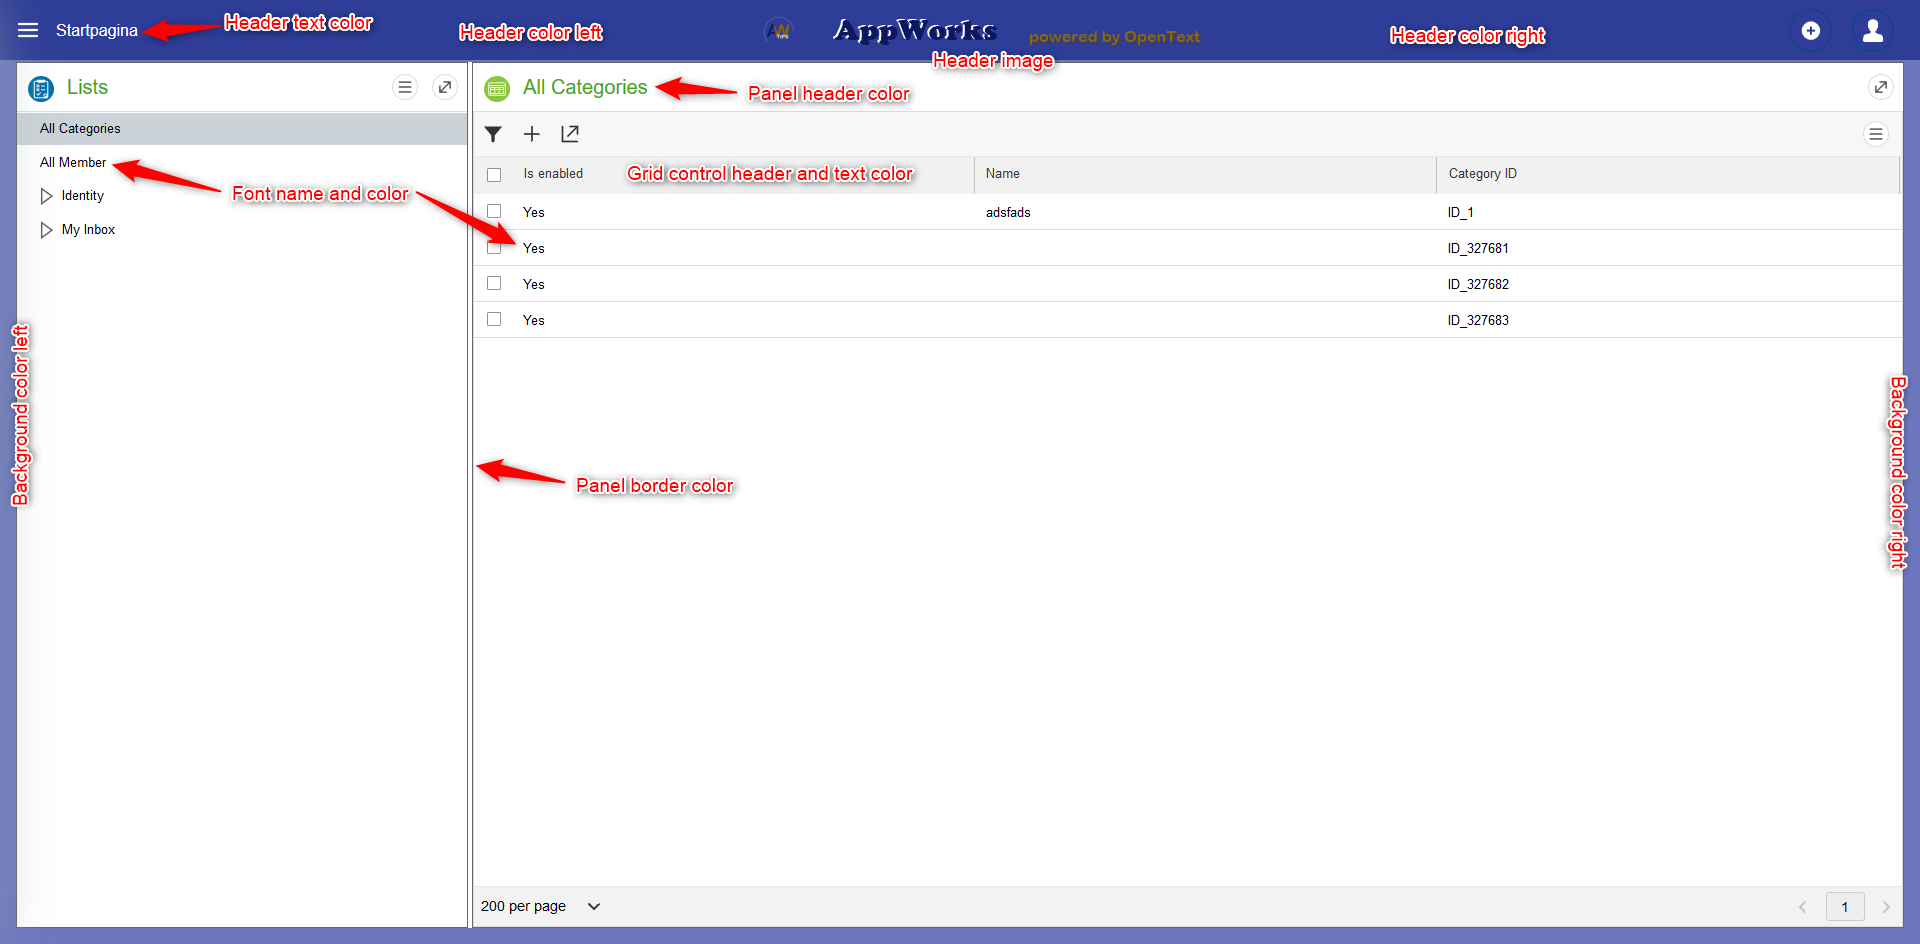 Startpagina
Header text color
Header color left
AW
TIPS
AppWorks
powered by OpenText
Header color right
Header image
Lists
All Categories
Panel header color
All Categories
All Member
Identity
My Inbox
Font name and color
Is enabled
Grid control header and text color
Name
Category ID
Yes adsfads ID_1
Yes ID_327681
Yes ID_327682
Yes ID_327683
Background color left
Background color right
Panel border color
200 per page
1